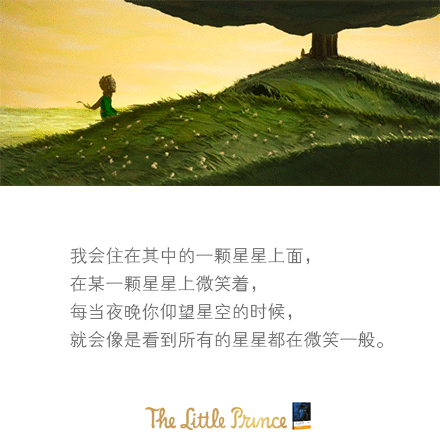 我会住在其中的一颗星星上面，
在某一颗星星上微笑着，
每当夜晚你仰望星空的时候，
就会像是看到所有的星星都在微笑一般。
The Little Prince